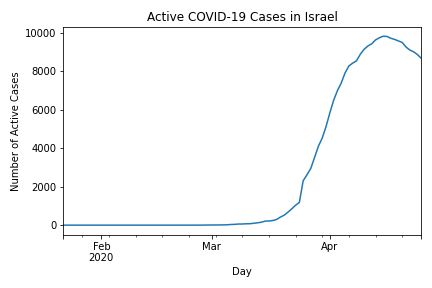 Active COVID-19 Cases in Israel
10000
8000
6000
4000
2000
0
Number of Active Cases
Feb
2020
Mar
Apr
Day